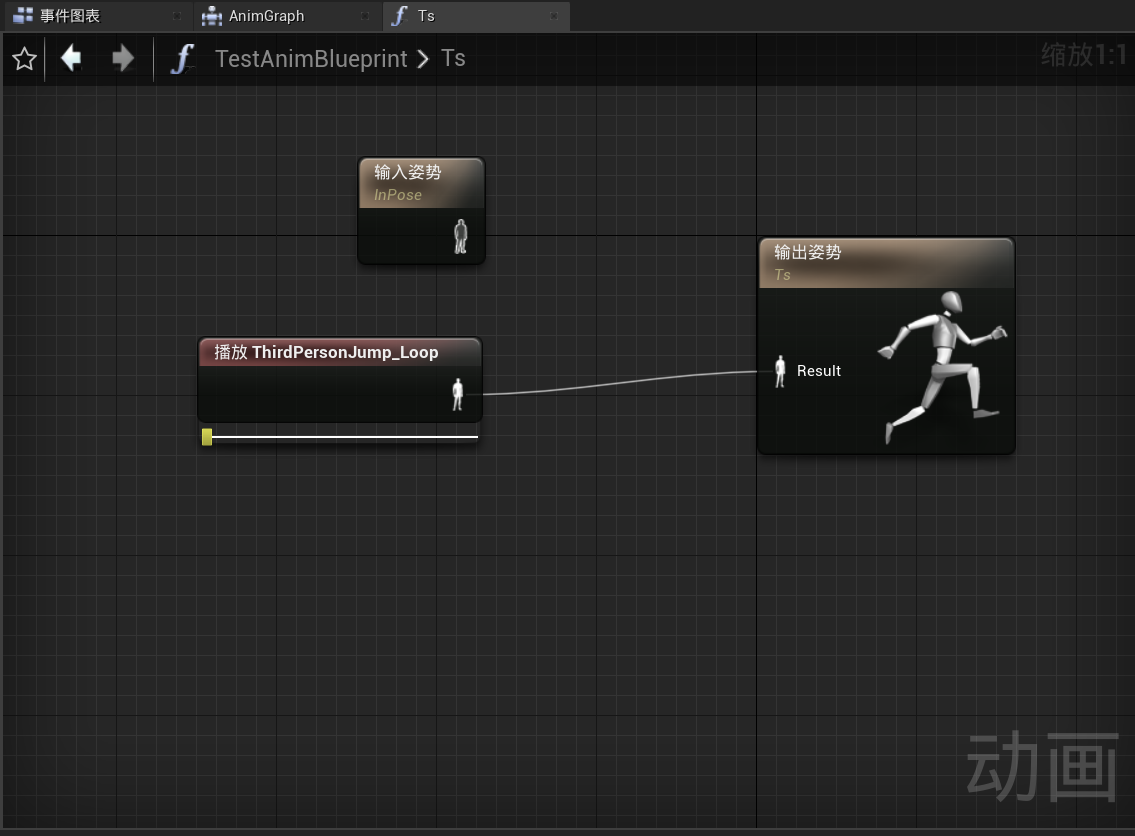 事件图表
AnimGraph
Ts
TestAnimBlueprint > Ts
缩放1:1
输入姿势
InPose
输出姿势
Ts
播放 ThirdPersonJump_Loop
Result
动画